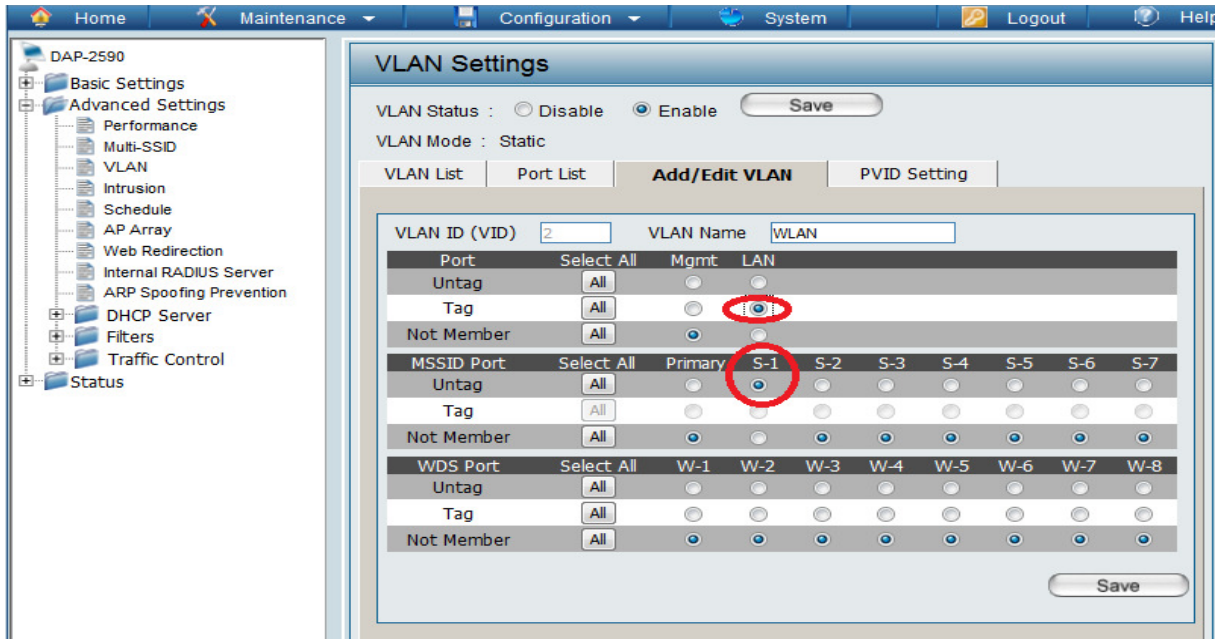 Home Maintenance Configuration System Logout Help
DAP-2590
Basic Settings
Advanced Settings
Performance
Multi-SSID
VLAN
Intrusion
Schedule
AP Array
Web Redirection
Internal RADIUS Server
ARP Spoofing Prevention
DHCP Server
Filters
Traffic Control
Status
VLAN Settings
VLAN Status : Disable Enable Save
VLAN Mode : Static
VLAN List Port List Add/Edit VLAN PVID Setting
VLAN ID (VID) 2 VLAN Name WLAN
Port Select All Mgmt LAN
Untag All
Tag All
Not Member All
MSSID Port Select All Primary S-1 S-2 S-3 S-4 S-5 S-6 S-7
Untag All
Tag All
Not Member All
WDS Port Select All W-1 W-2 W-3 W-4 W-5 W-6 W-7 W-8
Untag All
Tag All
Not Member All
Save